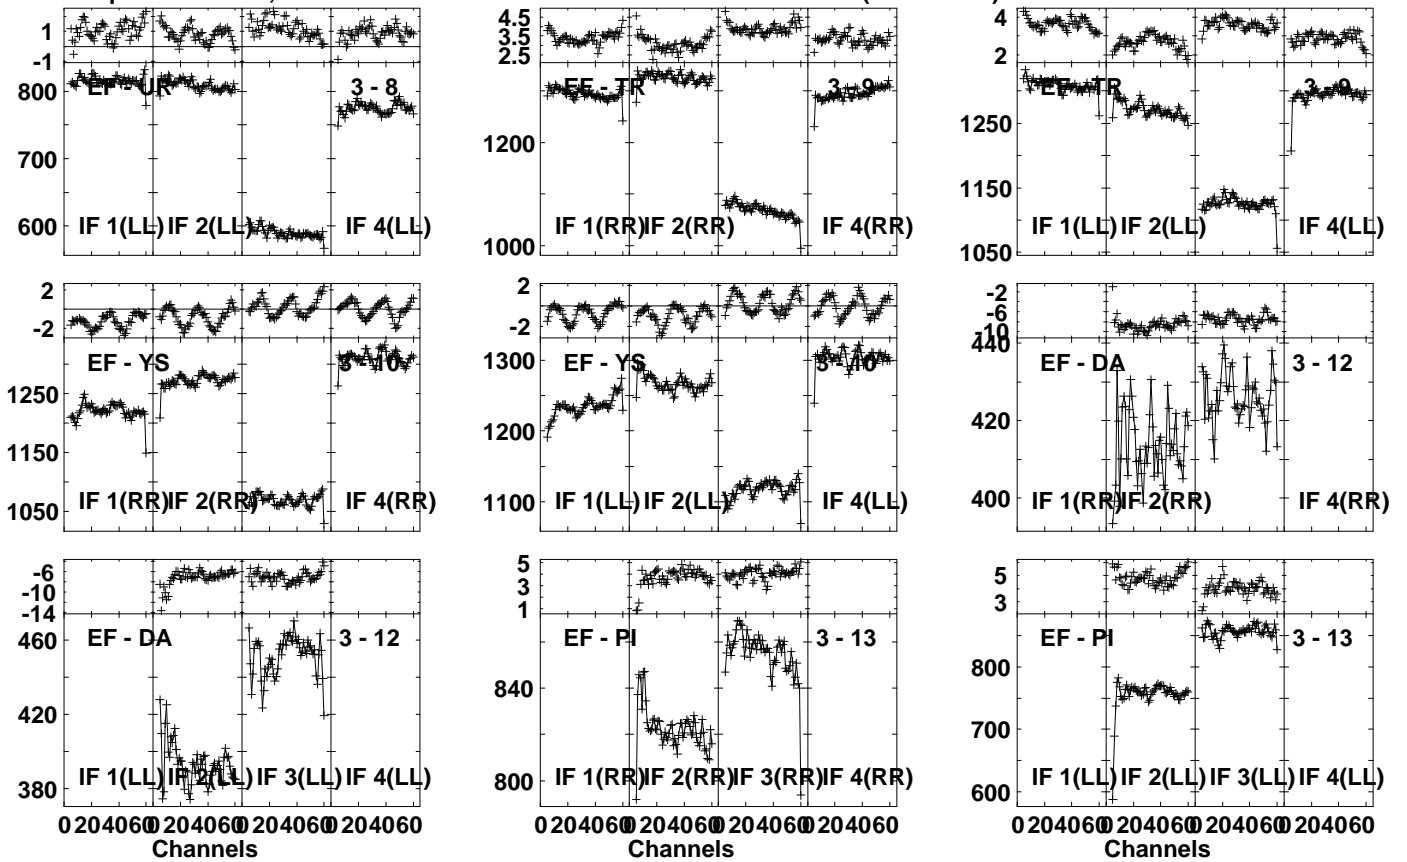 1
-1
800
700
600
EF - UR
3 - 8
IF 1(LL)
IF 2(LL)
IF 4(LL)
4.5
3.5
2.5
1200
1000
EF - TR
3 - 9
IF 1(RR)
IF 2(RR)
IF 4(RR)
4
2
1250
1150
1050
EF - TR
3 - 9
IF 1(LL)
IF 2(LL)
IF 4(LL)
2
-2
1250
1150
1050
EF - YS
3 - 10
IF 1(RR)
IF 2(RR)
IF 4(RR)
2
-2
1300
1200
1100
EF - YS
3 - 10
IF 1(LL)
IF 2(LL)
IF 4(LL)
-2
-6
-10
440
420
400
EF - DA
3 - 12
IF 1(RR)
IF 2(RR)
IF 4(RR)
-6
-10
-14
460
420
380
EF - DA
3 - 12
IF 1(LL)
IF 2(LL)
IF 3(LL)
IF 4(LL)
0 204060
0 204060
0 204060
0 204060
Channels
5
3
1
840
800
EF - PI
3 - 13
IF 1(RR)
IF 2(RR)
IF 3(RR)
IF 4(RR)
0 204060
0 204060
0 204060
0 204060
Channels
5
3
800
700
600
EF - PI
3 - 13
IF 1(LL)
IF 2(LL)
IF 3(LL)
IF 4(LL)
0 204060
0 204060
0 204060
0 204060
Channels